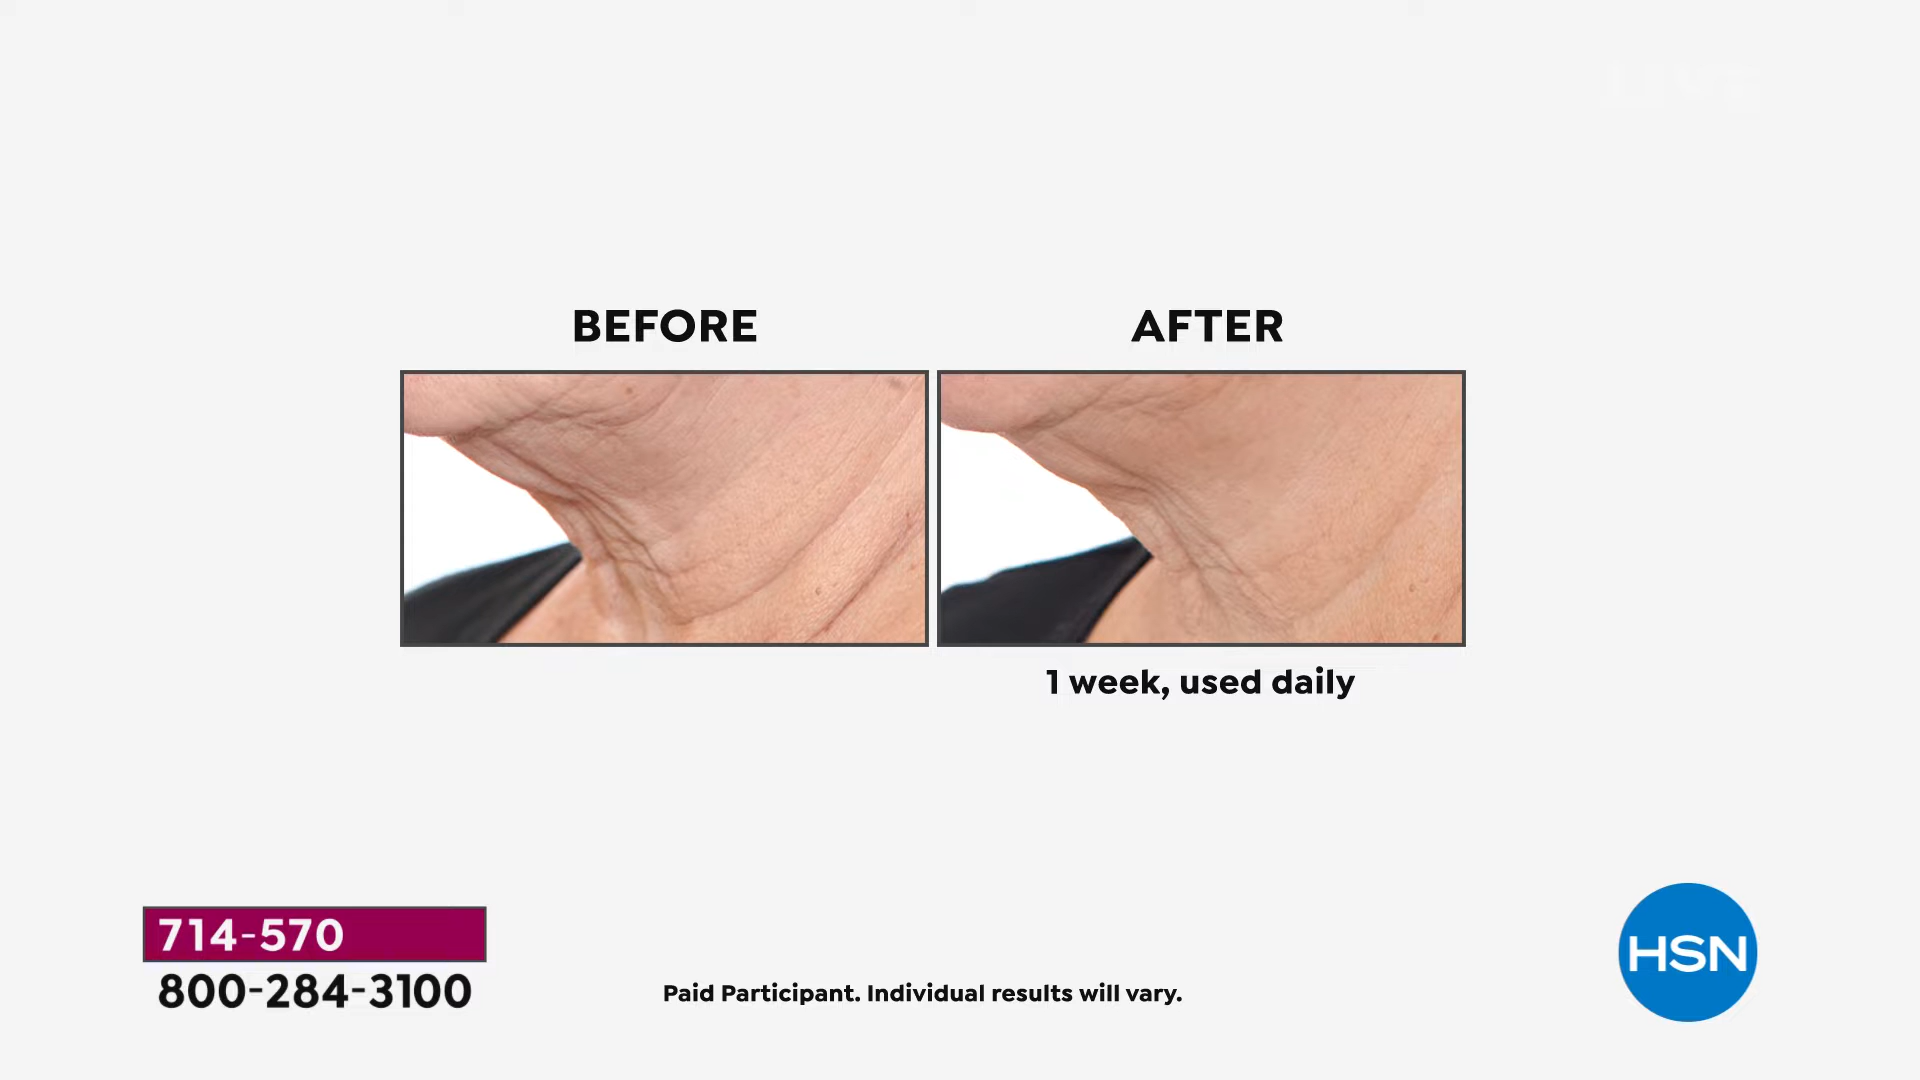 BEFORE
AFTER
1 week, used daily
714-570
800-284-3100
Paid Participant. Individual results will vary.
HSN